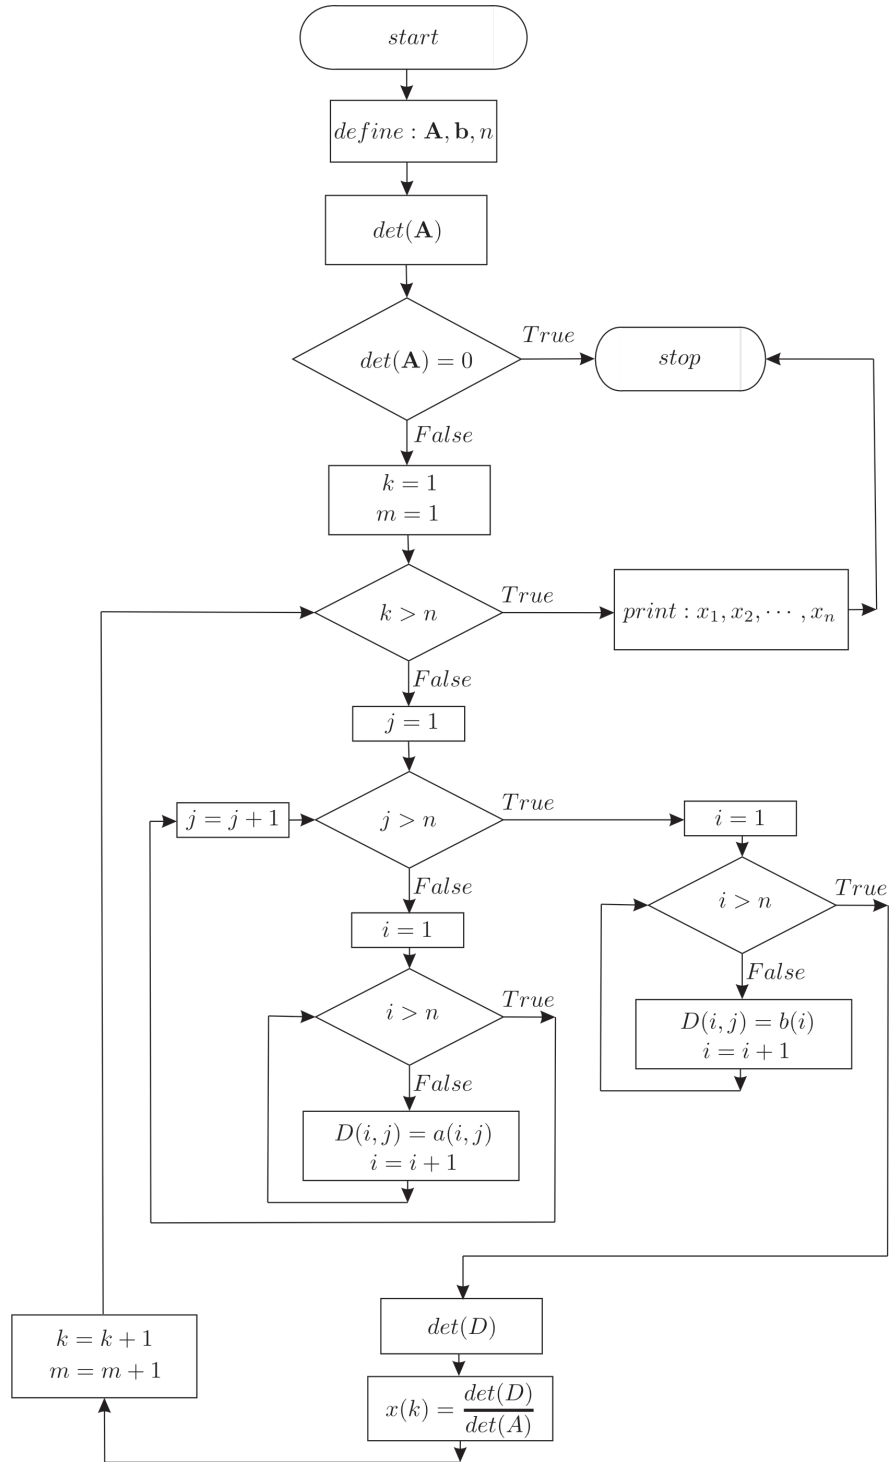 start
define : A, b, n
det(A)
det(A) = 0
True
stop
False
k = 1
m = 1
k > n
True
print : x₁, x₂, ⋯ , xₙ
False
j = 1
j = j + 1
j > n
True
i = 1
False
i = 1
i > n
True
False
D(i, j) = b(i)
i = i + 1
i > n
True
False
D(i, j) = a(i, j)
i = i + 1
det(D)
x(k) = det(D)
det(A)
k = k + 1
m = m + 1